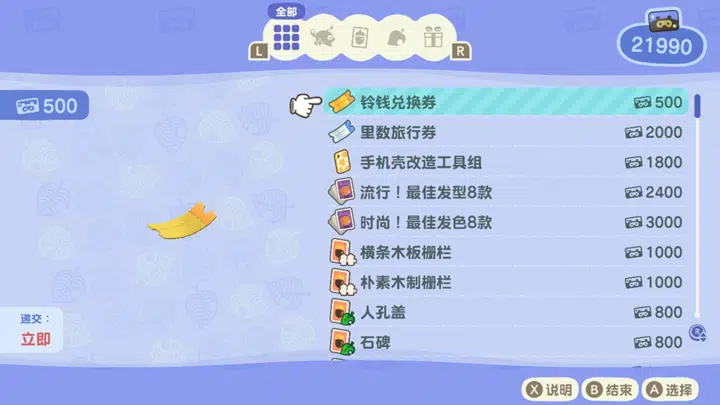 全部
L
R
21990
500
铃钱兑换券 500
里数旅行券 2000
手机壳改造工具组 1800
流行！最佳发型8款 2400
时尚！最佳发色8款 3000
横条木板栅栏 1000
朴素木制栅栏 1000
人孔盖 800
石碑 800
递交：
立即
R
X 说明 B 结束 A 选择